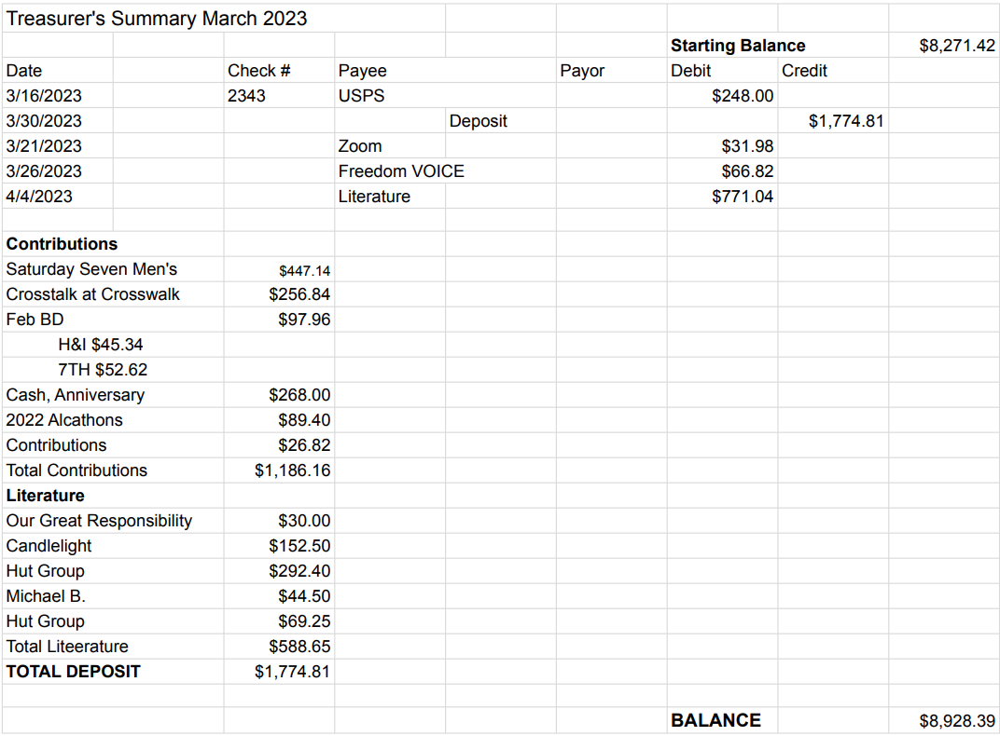 Treasurer's Summary March 2023
Starting Balance $8,271.42
Date Check # Payee Payor Debit Credit
3/16/2023 2343 USPS $248.00
3/30/2023 Deposit $1,774.81
3/21/2023 Zoom $31.98
3/26/2023 Freedom VOICE $66.82
4/4/2023 Literature $771.04
Contributions
Saturday Seven Men's $447.14
Crosstalk at Crosswalk $256.84
Feb BD $97.96
H&I $45.34
7TH $52.62
Cash, Anniversary $268.00
2022 Alcathons $89.40
Contributions $26.82
Total Contributions $1,186.16
Literature
Our Great Responsibility $30.00
Candlelight $152.50
Hut Group $292.40
Michael B. $44.50
Hut Group $69.25
Total Liteerature $588.65
TOTAL DEPOSIT $1,774.81
BALANCE $8,928.39